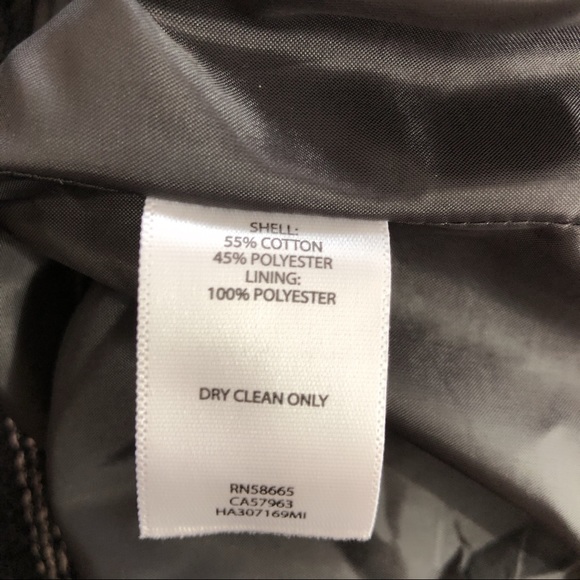 SHELL:
55% COTTON
45% POLYESTER
LINING:
100% POLYESTER
DRY CLEAN ONLY
RN58665
CA57963
HA307169MI